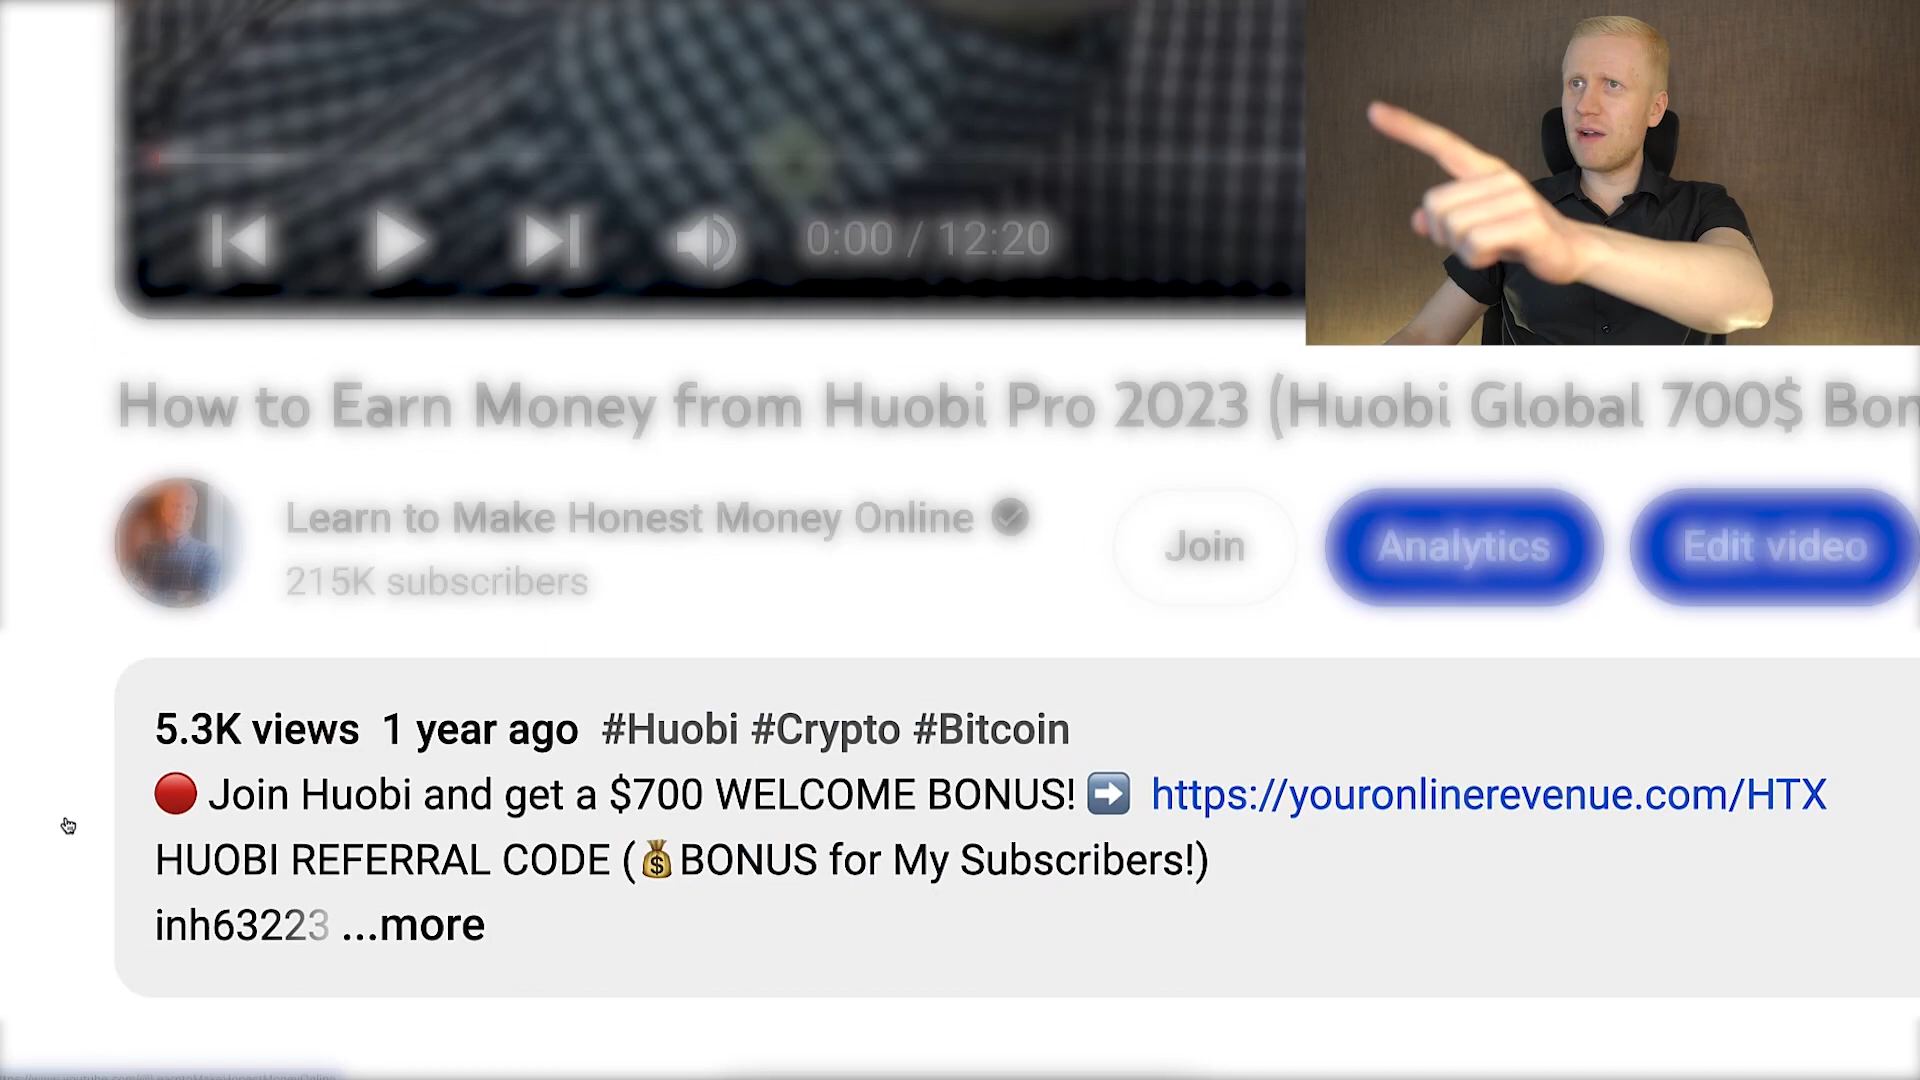 0:00 / 12:20
How to Earn Money from Huobi Pro 2023 (Huobi Global 700$ Bon
Learn to Make Honest Money Online
215K subscribers
Join
Analytics
Edit video
5.3K views 1 year ago #Huobi #Crypto #Bitcoin
🔴 Join Huobi and get a $700 WELCOME BONUS! ➡️ https://youronlinerevenue.com/HTX
HUOBI REFERRAL CODE (💰BONUS for My Subscribers!)
inh63223 ...more